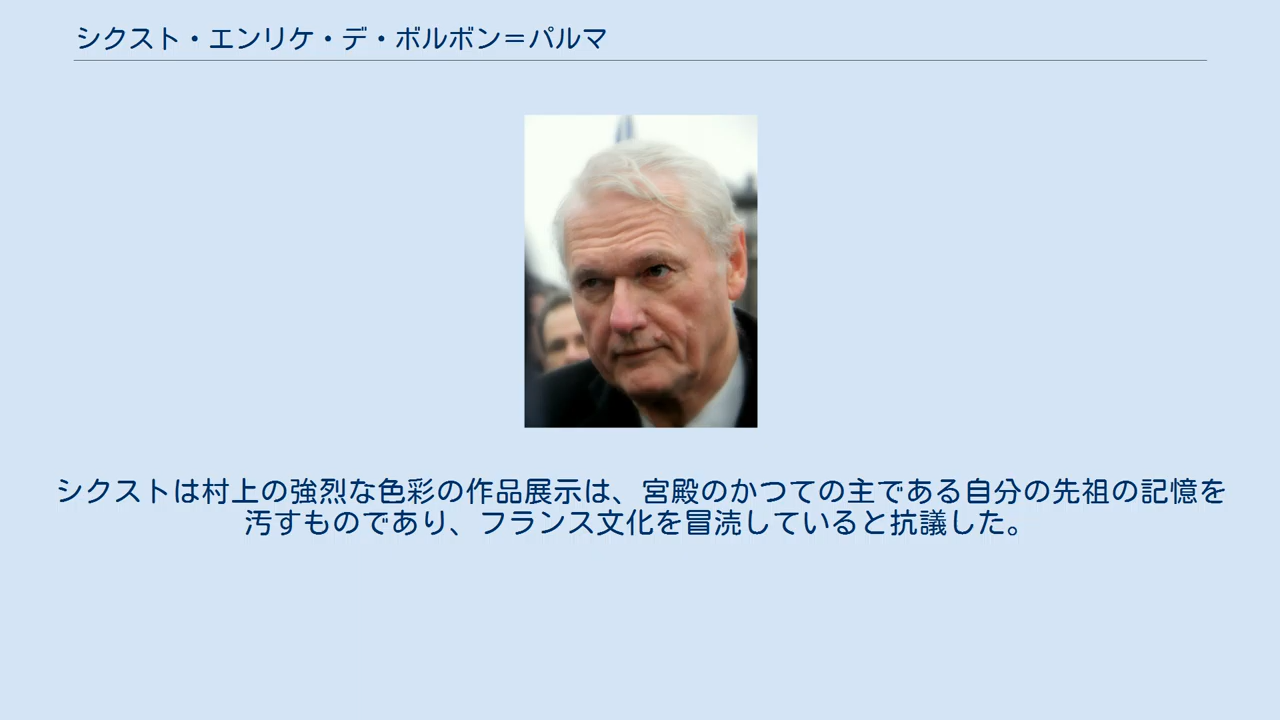 シクスト・エンリケ・デ・ボルボン＝パルマ
シクストは村上の強烈な色彩の作品展示は、宮殿のかつての主である自分の先祖の記憶を
汚すものであり、フランス文化を冒涜していると抗議した。